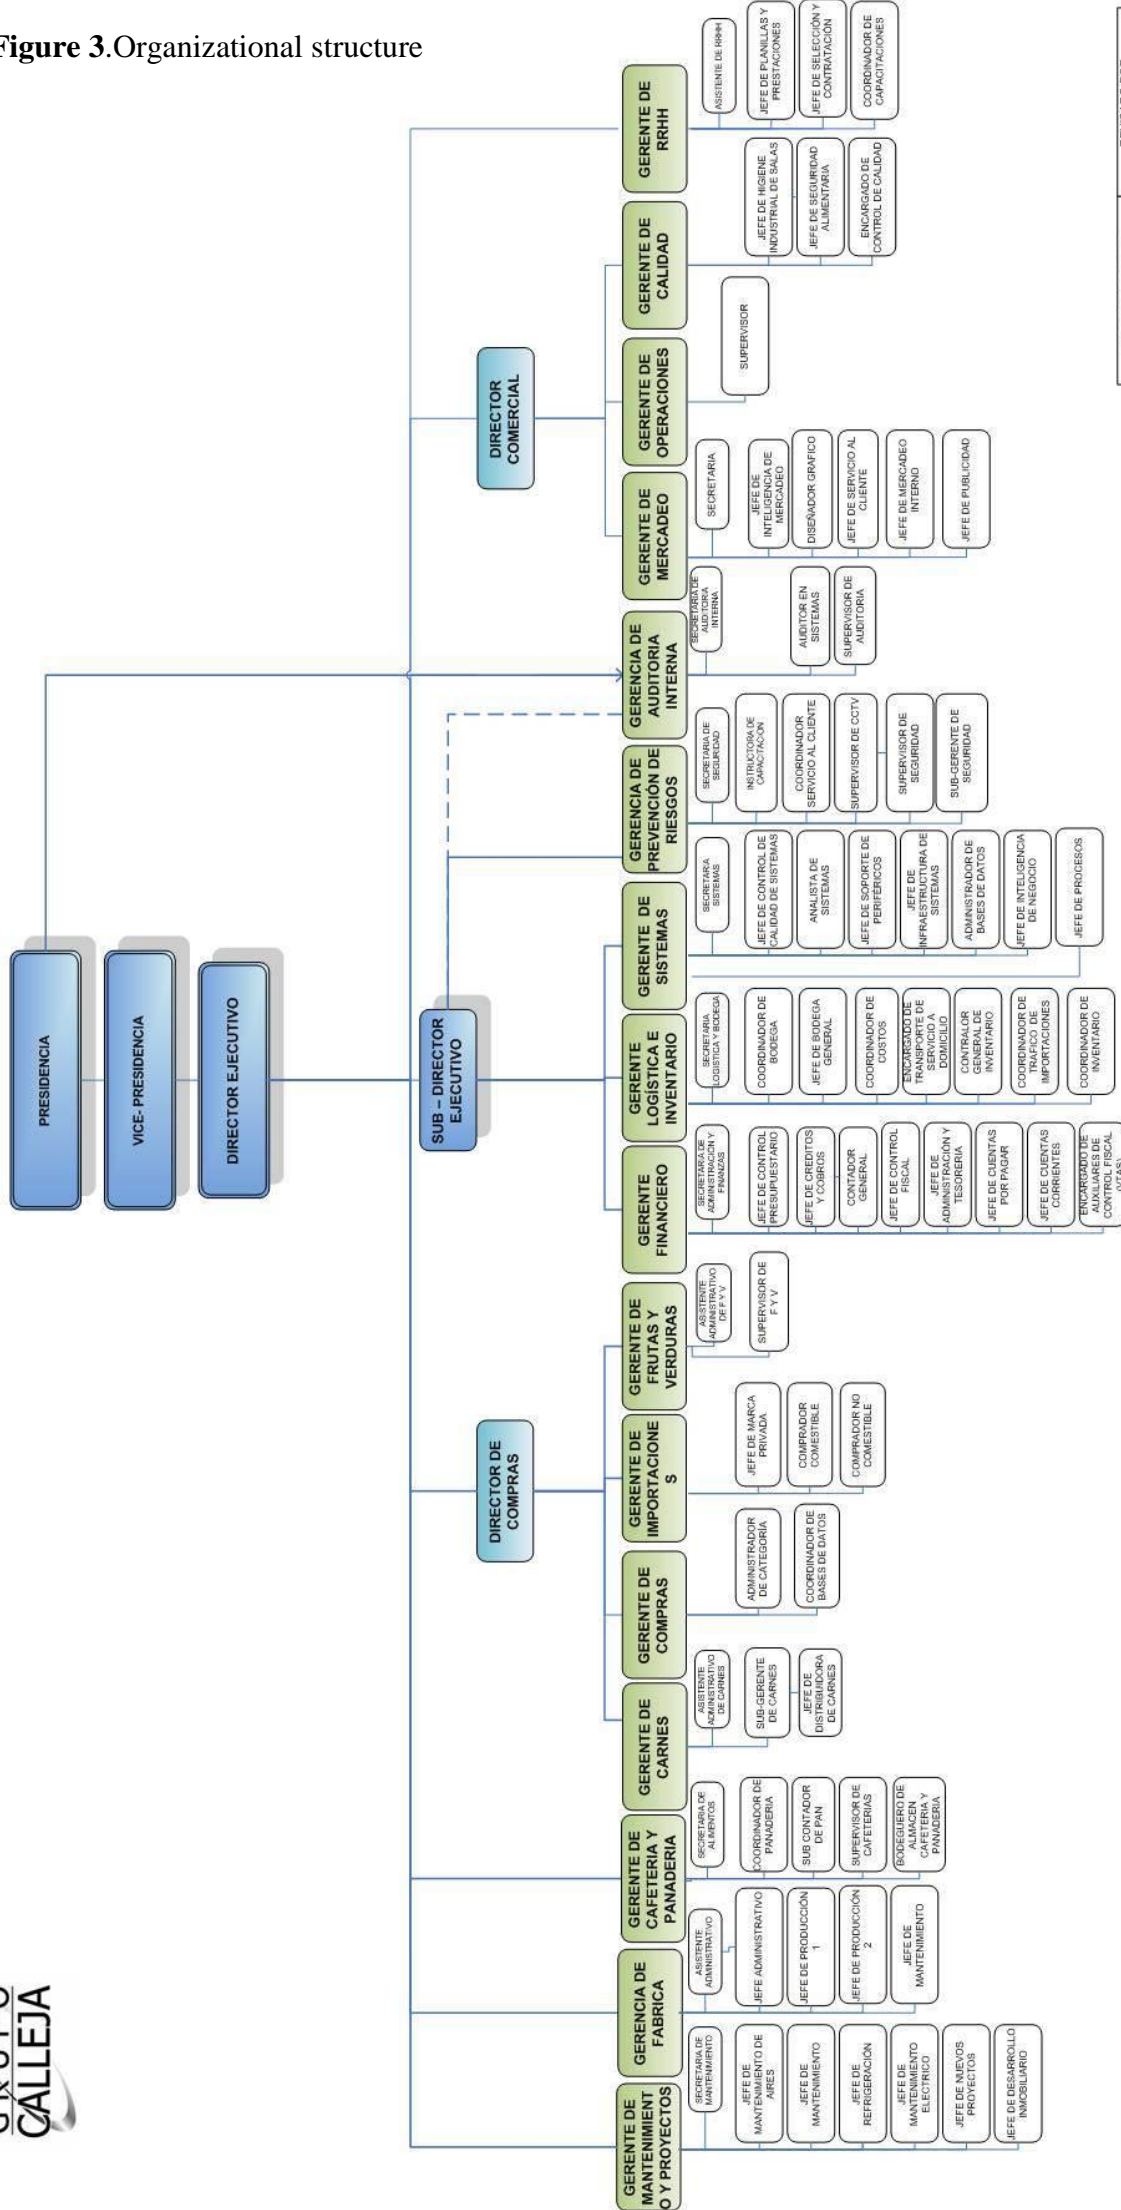 Figure 3.Organizational structure
CALLEJA
PRESIDENCIA
VICE- PRESIDENCIA
DIRECTOR EJECUTIVO
SUB – DIRECTOR
EJECUTIVO
DIRECTOR DE
COMPRAS
DIRECTOR
COMERCIAL
GERENTE DE
MANTENIMIENT
O Y PROYECTOS
SECRETARIA DE
MANTENIMIENTO
JEFE DE
MANTENIMIENTO DE
AIRES
JEFE DE
MANTENIMIENTO
JEFE DE
REFRIGERACIÓN
JEFE DE
MANTENIMIENTO
ELECTRICO
JEFE DE NUEVOS
PROYECTOS
JEFE DE DESARROLLO
INMOBILIARIO
GERENCIA DE
FABRICA
ASISTENTE
ADMINISTRATIVO
JEFE ADMINISTRATIVO
JEFE DE PRODUCCIÓN
1
JEFE DE PRODUCCIÓN
2
JEFE DE
MANTENIMIENTO
GERENTE DE
CAFETERIA Y
PANADERIA
SECRETARIA DE
ALIMENTOS
COORDINADOR DE
PANADERIA
SUB CONTADOR
DE PAN
SUPERVISOR DE
CAFETERIAS
BODEGUERO DE
ALMACEN
CAFETERIA Y
PANADERIA
GERENTE DE
CARNES
ASISTENTE
ADMINISTRATIVO
DE CARNES
SUB-GERENTE
DE CARNES
JEFE DE
DISTRIBUIDORA
DE CARNES
GERENTE DE
COMPRAS
ADMINISTRADOR
DE CATEGORÍA
COORDINADOR DE
BASES DE DATOS
GERENTE DE
IMPORTACIONE
S
JEFE DE MARCA
PRIVADA
COMPRADOR
COMESTIBLE
COMPRADOR NO
COMESTIBLE
GERENTE DE
FRUTAS Y
VERDURAS
ASISTENTE
ADMINISTRATIVO
DE F Y V
SUPERVISOR DE
F Y V
GERENTE
FINANCIERO
SECRETARIA DE
ADMINISTRACION Y
FINANZAS
JEFE DE CONTROL
PRESUPUESTARIO
JEFE DE CREDITOS
Y COBROS
CONTADOR
GENERAL
JEFE DE CONTROL
FISCAL
JEFE DE
ADMINISTRACIÓN Y
TESORERIA
JEFE DE CUENTAS
POR PAGAR
JEFE DE CUENTAS
CORRIENTES
ENCARGADO DE
AUXILIARES DE
CONTROL FISCAL
GERENTE
LOGÍSTICA E
INVENTARIO
SECRETARIA
LOGISTICA Y BODEGA
COORDINADOR DE
BODEGA
JEFE DE BODEGA
GENERAL
COORDINADOR DE
COSTOS
ENCARGADO DE
TRANSPORTE DE
SERVICIO A
DOMICILIO
CONTRALOR
GENERAL DE
INVENTARIO
COORDINADOR DE
TRAFICO DE
IMPORTACIONES
COORDINADOR DE
INVENTARIO
GERENTE DE
SISTEMAS
SECRETARIA
SISTEMAS
JEFE DE CONTROL DE
CALIDAD DE SISTEMAS
ANALISTA DE
SISTEMAS
JEFE DE SOPORTE DE
PERIFÉRICOS
JEFE DE
INFRAESTRUCTURA DE
SISTEMAS
ADMINISTRADOR DE
BASES DE DATOS
JEFE DE INTELIGENCIA
DE NEGOCIO
JEFE DE PROCESOS
GERENCIA DE
PREVENCIÓN DE
RIESGOS
SECRETARIA DE
SEGURIDAD
INSTRUCTORA DE
CAPACITACION
COORDINADOR
SERVICIO AL CLIENTE
SUPERVISOR DE CCTV
SUPERVISOR DE
SEGURIDAD
SUB-GERENTE DE
SEGURIDAD
GERENCIA DE
AUDITORIA
INTERNA
SECRETARIA DE
AUDITORIA
INTERNA
AUDITOR EN
SISTEMAS
SUPERVISOR DE
AUDITORIA
GERENTE DE
MERCADEO
SECRETARIA
JEFE DE
INTELIGENCIA DE
MERCADEO
DISEÑADOR GRAFICO
JEFE DE SERVICIO AL
CLIENTE
JEFE DE MERCADEO
INTERNO
JEFE DE PUBLICIDAD
GERENTE DE
OPERACIONES
SUPERVISOR
GERENTE DE
CALIDAD
JEFE DE HIGIENE
INDUSTRIAL DE SALAS
JEFE DE SEGURIDAD
ALIMENTARIA
ENCARGADO DE
CONTROL DE CALIDAD
GERENTE DE
RRHH
ASISTENTE DE RRHH
JEFE DE PLANILLAS Y
PRESTACIONES
JEFE DE SELECCIÓN Y
CONTRATACIÓN
COORDINADOR DE
CAPACITACIONES